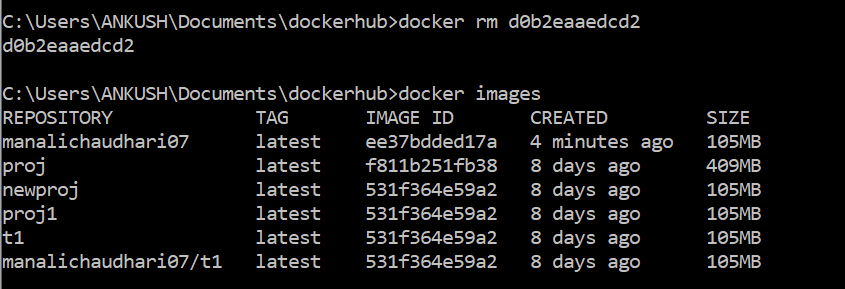 C:\Users\ANKUSH\Documents\dockerhub>docker rm d0b2eaaedcd2
d0b2eaaedcd2
C:\Users\ANKUSH\Documents\dockerhub>docker images
REPOSITORY TAG IMAGE ID CREATED SIZE
manalichaudhari07 latest ee37bdded17a 4 minutes ago 105MB
proj latest f811b251fb38 8 days ago 409MB
newproj latest 531f364e59a2 8 days ago 105MB
proj1 latest 531f364e59a2 8 days ago 105MB
t1 latest 531f364e59a2 8 days ago 105MB
manalichaudhari07/t1 latest 531f364e59a2 8 days ago 105MB